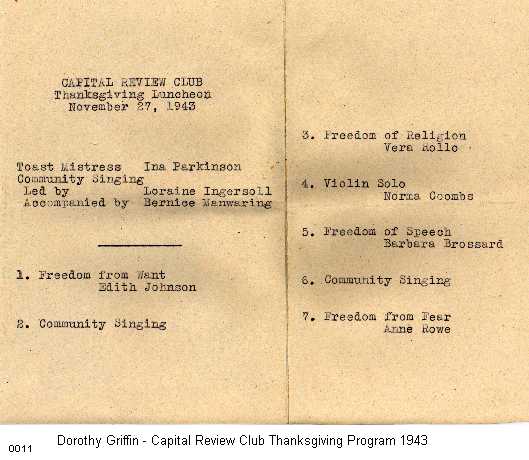 CAPITAL REVIEW CLUB
Thanksgiving Luncheon
November 27, 1943
Toast Mistress Ina Parkinson
Community Singing
Led by Loraine Ingersoll
Accompanied by Bernice Manwaring
1. Freedom from Want
Edith Johnson
2. Community Singing
3. Freedom of Religion
Vera Rollo
4. Violin Solo
Norma Coombs
5. Freedom of Speech
Barbara Brossard
6. Community Singing
7. Freedom from Fear
Anne Rowe
0011 Dorothy Griffin - Capital Review Club Thanksgiving Program 1943